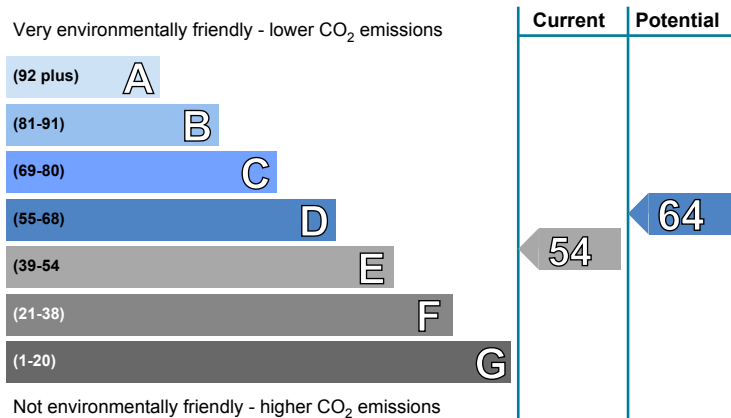 Very environmentally friendly - lower CO2 emissions
Current
Potential
(92 plus) A
(81-91) B
(69-80) C
(55-68) D
64
(39-54 E
54
(21-38) F
(1-20) G
Not environmentally friendly - higher CO2 emissions